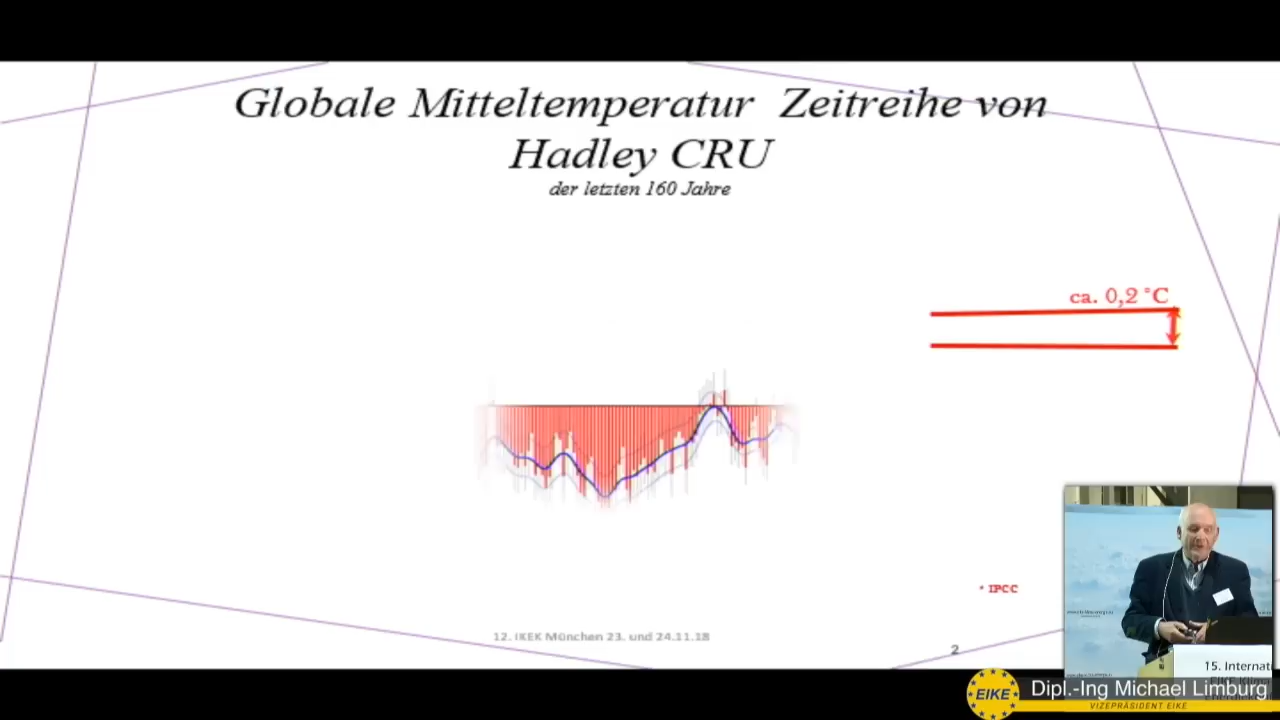 Globale Mitteltemperatur Zeitreihe von
Hadley CRU
der letzten 160 Jahre
ca. 0,2 °C
* IPCC
12. IKEK München 23. und 24.11.18
2
15. Internat
EIKE
Dipl.-Ing Michael Limburg
VIZEPRÄSIDENT EIKE